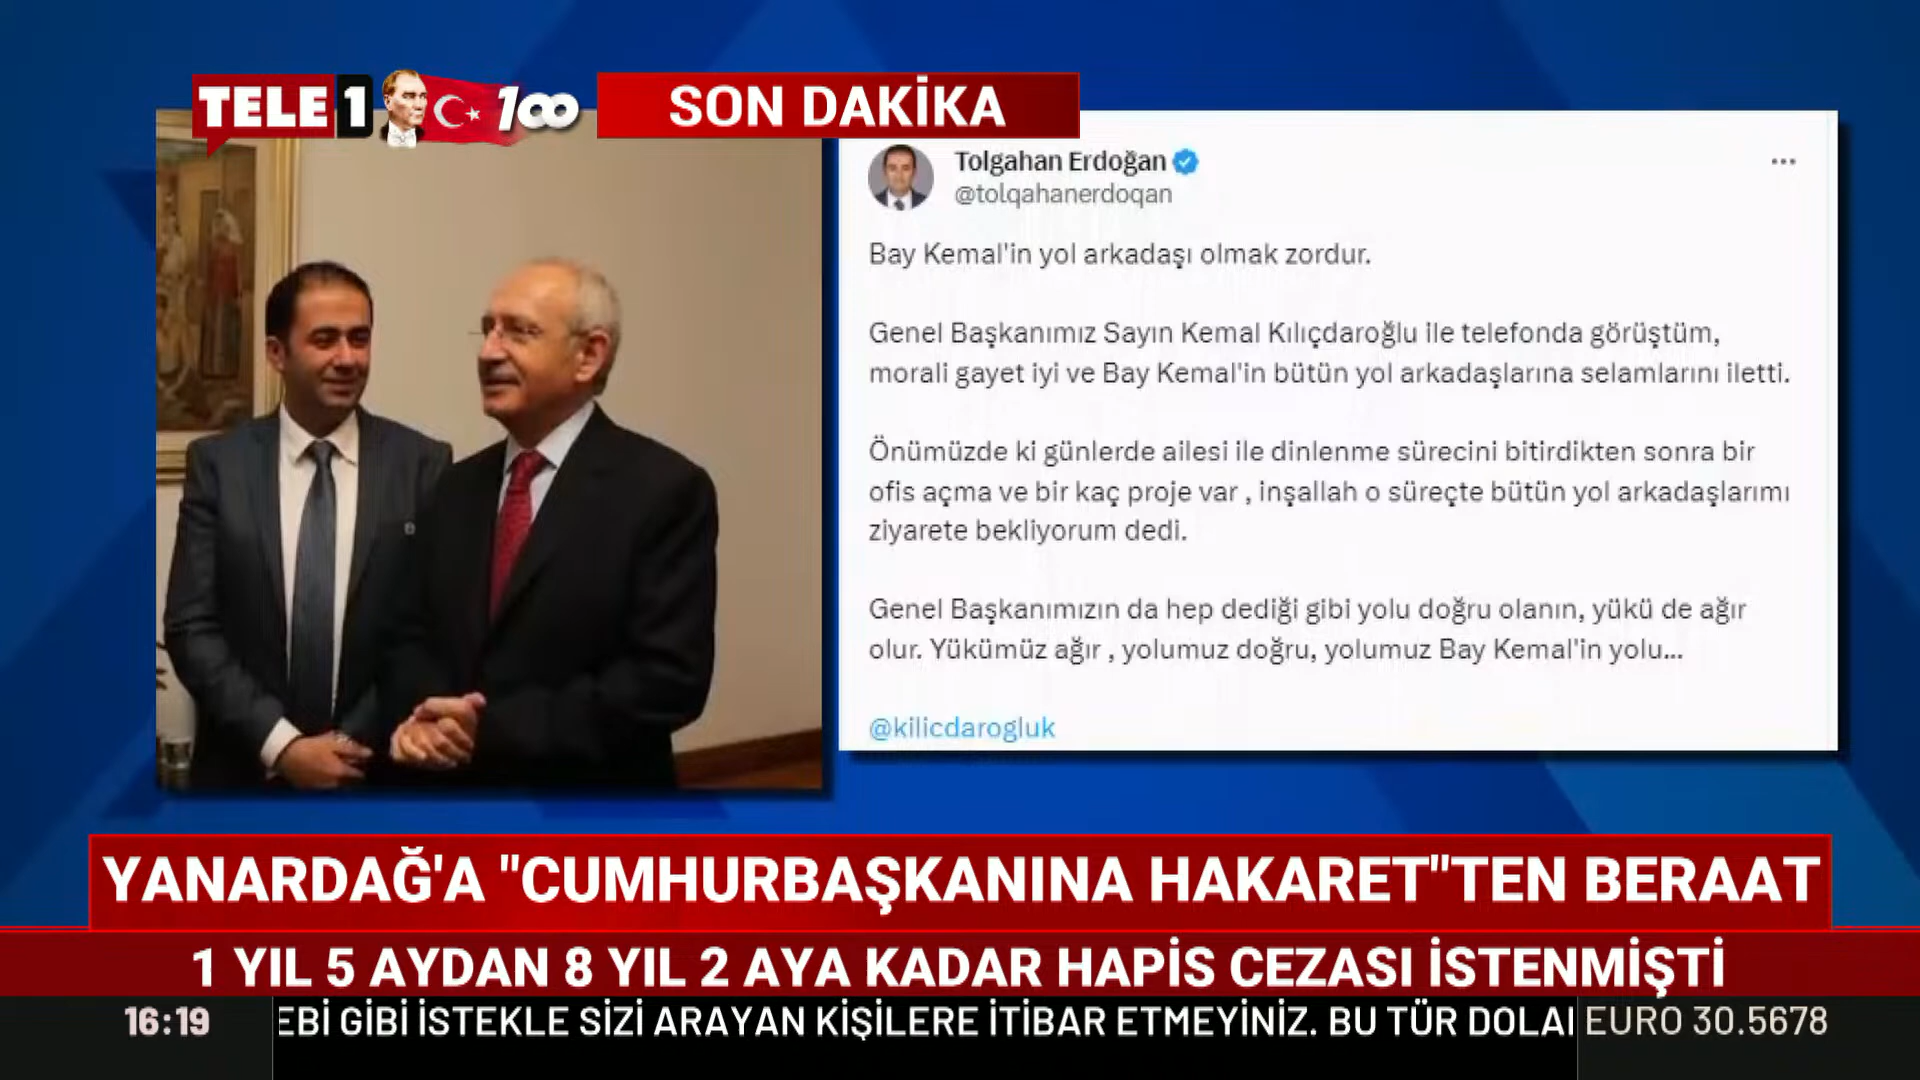 TELE 1
100
SON DAKİKA
Tolgahan Erdoğan
@tolqahanerdoqan
Bay Kemal'in yol arkadaşı olmak zordur.
Genel Başkanımız Sayın Kemal Kılıçdaroğlu ile telefonda görüştüm,
morali gayet iyi ve Bay Kemal'in bütün yol arkadaşlarına selamlarını iletti.
Önümüzde ki günlerde ailesi ile dinlenme sürecini bitirdikten sonra bir
ofis açma ve bir kaç proje var , inşallah o süreçte bütün yol arkadaşlarımı
ziyarete bekliyorum dedi.
Genel Başkanımızın da hep dediği gibi yolu doğru olanın, yükü de ağır
olur. Yükümüz ağır , yolumuz doğru, yolumuz Bay Kemal'in yolu...
@kilicdarogluk
YANARDAĞ'A "CUMHURBAŞKANINA HAKARET"TEN BERAAT
1 YIL 5 AYDAN 8 YIL 2 AYA KADAR HAPİS CEZASI İSTENMİŞTİ
16:19
EBİ GİBİ İSTEKLE SİZİ ARAYAN KİŞİLERE İTİBAR ETMEYİNİZ. BU TÜR DOLAI
EURO 30.5678